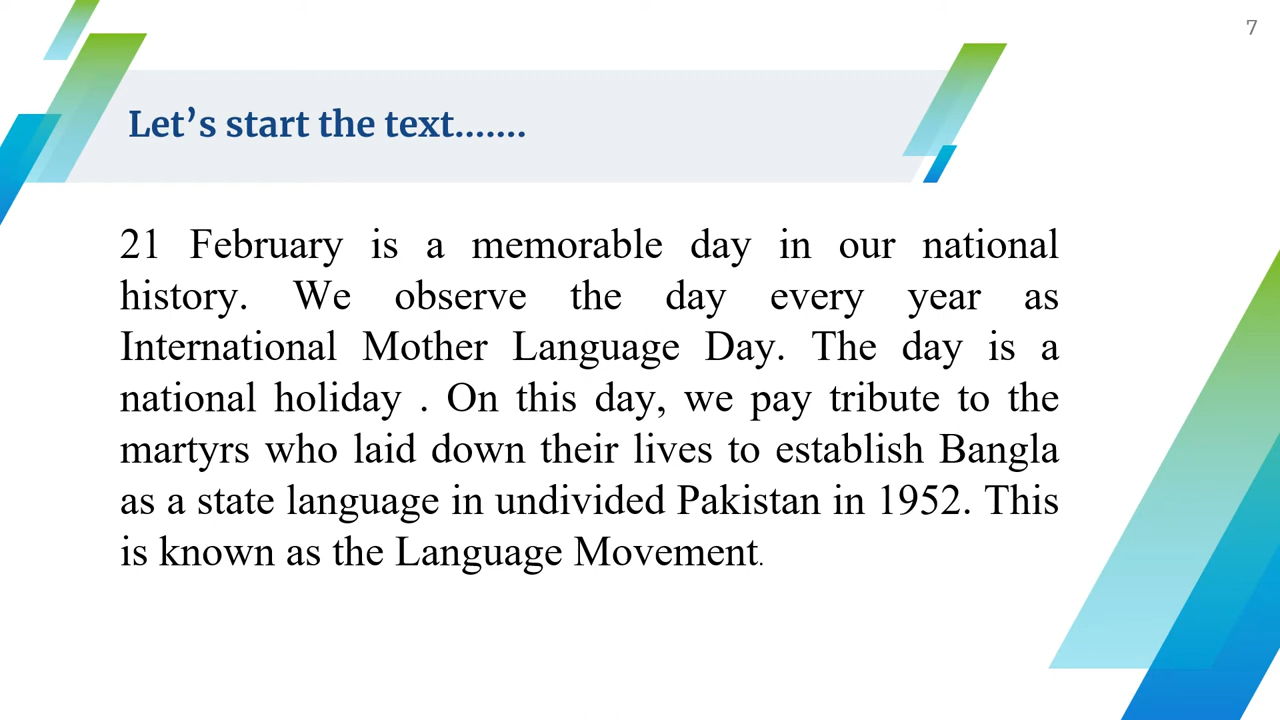 7
Let’s start the text.......
21 February is a memorable day in our national
history. We observe the day every year as
International Mother Language Day. The day is a
national holiday . On this day, we pay tribute to the
martyrs who laid down their lives to establish Bangla
as a state language in undivided Pakistan in 1952. This
is known as the Language Movement.